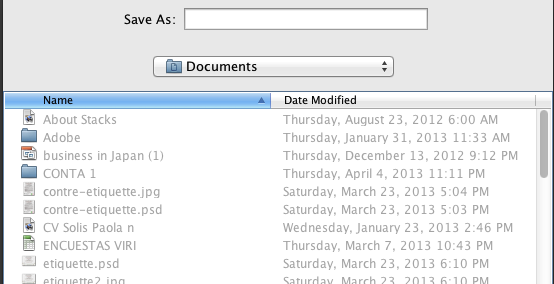 Save As:
Documents
Name Date Modified
About Stacks Thursday, August 23, 2012 6:00 AM
Adobe Thursday, January 31, 2013 11:33 AM
business in Japan (1) Thursday, December 13, 2012 9:12 PM
CONTA 1 Thursday, April 4, 2013 11:11 PM
contre-etiquette.jpg Saturday, March 23, 2013 5:04 PM
contre-etiquette.psd Saturday, March 23, 2013 5:03 PM
CV Solis Paola n Wednesday, January 23, 2013 2:46 PM
ENCUESTAS VIRI Thursday, March 7, 2013 10:43 PM
etiquette.psd Saturday, March 23, 2013 6:10 PM
etiquette2.jpg Saturday, March 23, 2013 6:10 PM